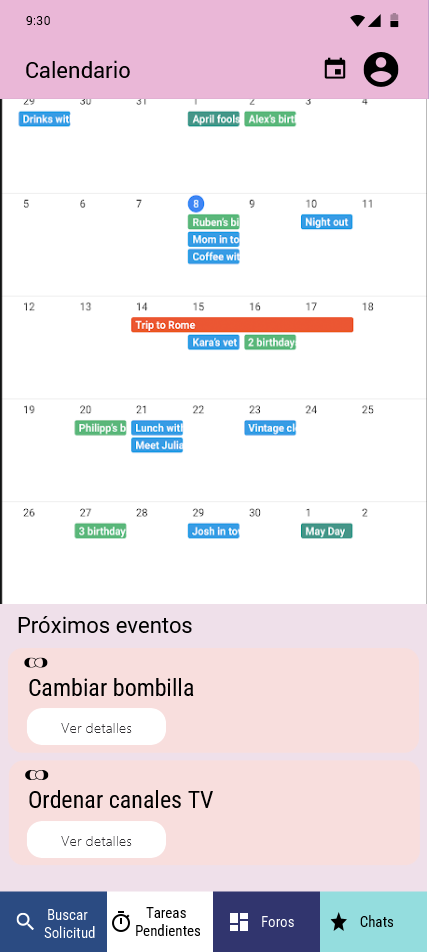 9:30
Calendario
29 30 31 1 2 3 4
Drinks wit April fools Alex's birt
5 6 7 8 9 10 11
Ruben's bi Night out
Mom in to
Coffee wit
12 13 14 15 16 17 18
Trip to Rome
Kara's vet 2 birthday
19 20 21 22 23 24 25
Philipp's b Lunch with Vintage cl
Meet Julia
26 27 28 29 30 1 2
3 birthday Josh in to May Day
Próximos eventos
Cambiar bombilla
Ver detalles
Ordenar canales TV
Ver detalles
Buscar
Solicitud
Tareas
Pendientes
Foros
Chats